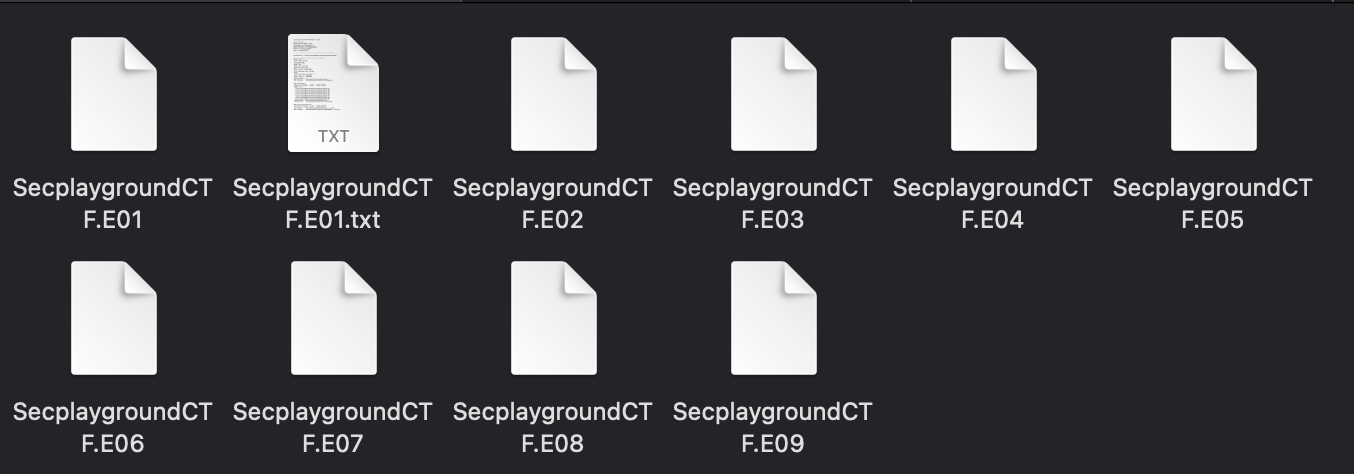 SecplaygroundCT SecplaygroundCT SecplaygroundCT SecplaygroundCT SecplaygroundCT SecplaygroundCT
F.E01 F.E01.txt F.E02 F.E03 F.E04 F.E05
TXT
SecplaygroundCT SecplaygroundCT SecplaygroundCT SecplaygroundCT
F.E06 F.E07 F.E08 F.E09